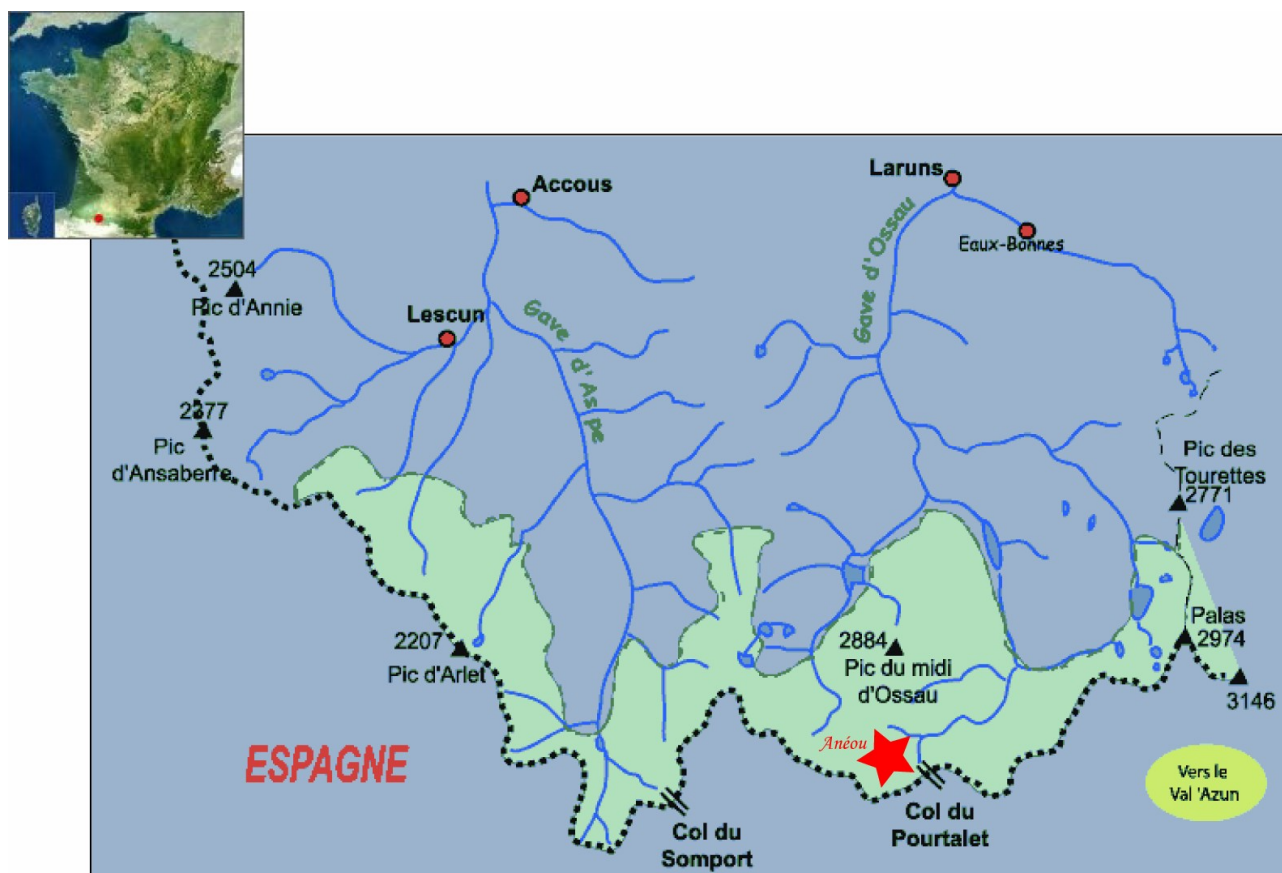 Accous
Laruns
Eaux-Bonnes
Gave d'Ossau
2504
Pic d'Annie
Lescun
Gave d'Aspe
2377
Pic
d'Ansaberre
Pic des
Tourettes
2771
2207
Pic d'Arlet
2884
Pic du midi
d'Ossau
Palas
2974
3146
Anéou
ESPAGNE
Col du
Somport
Col du
Pourtalet
Vers le
Val 'Azun